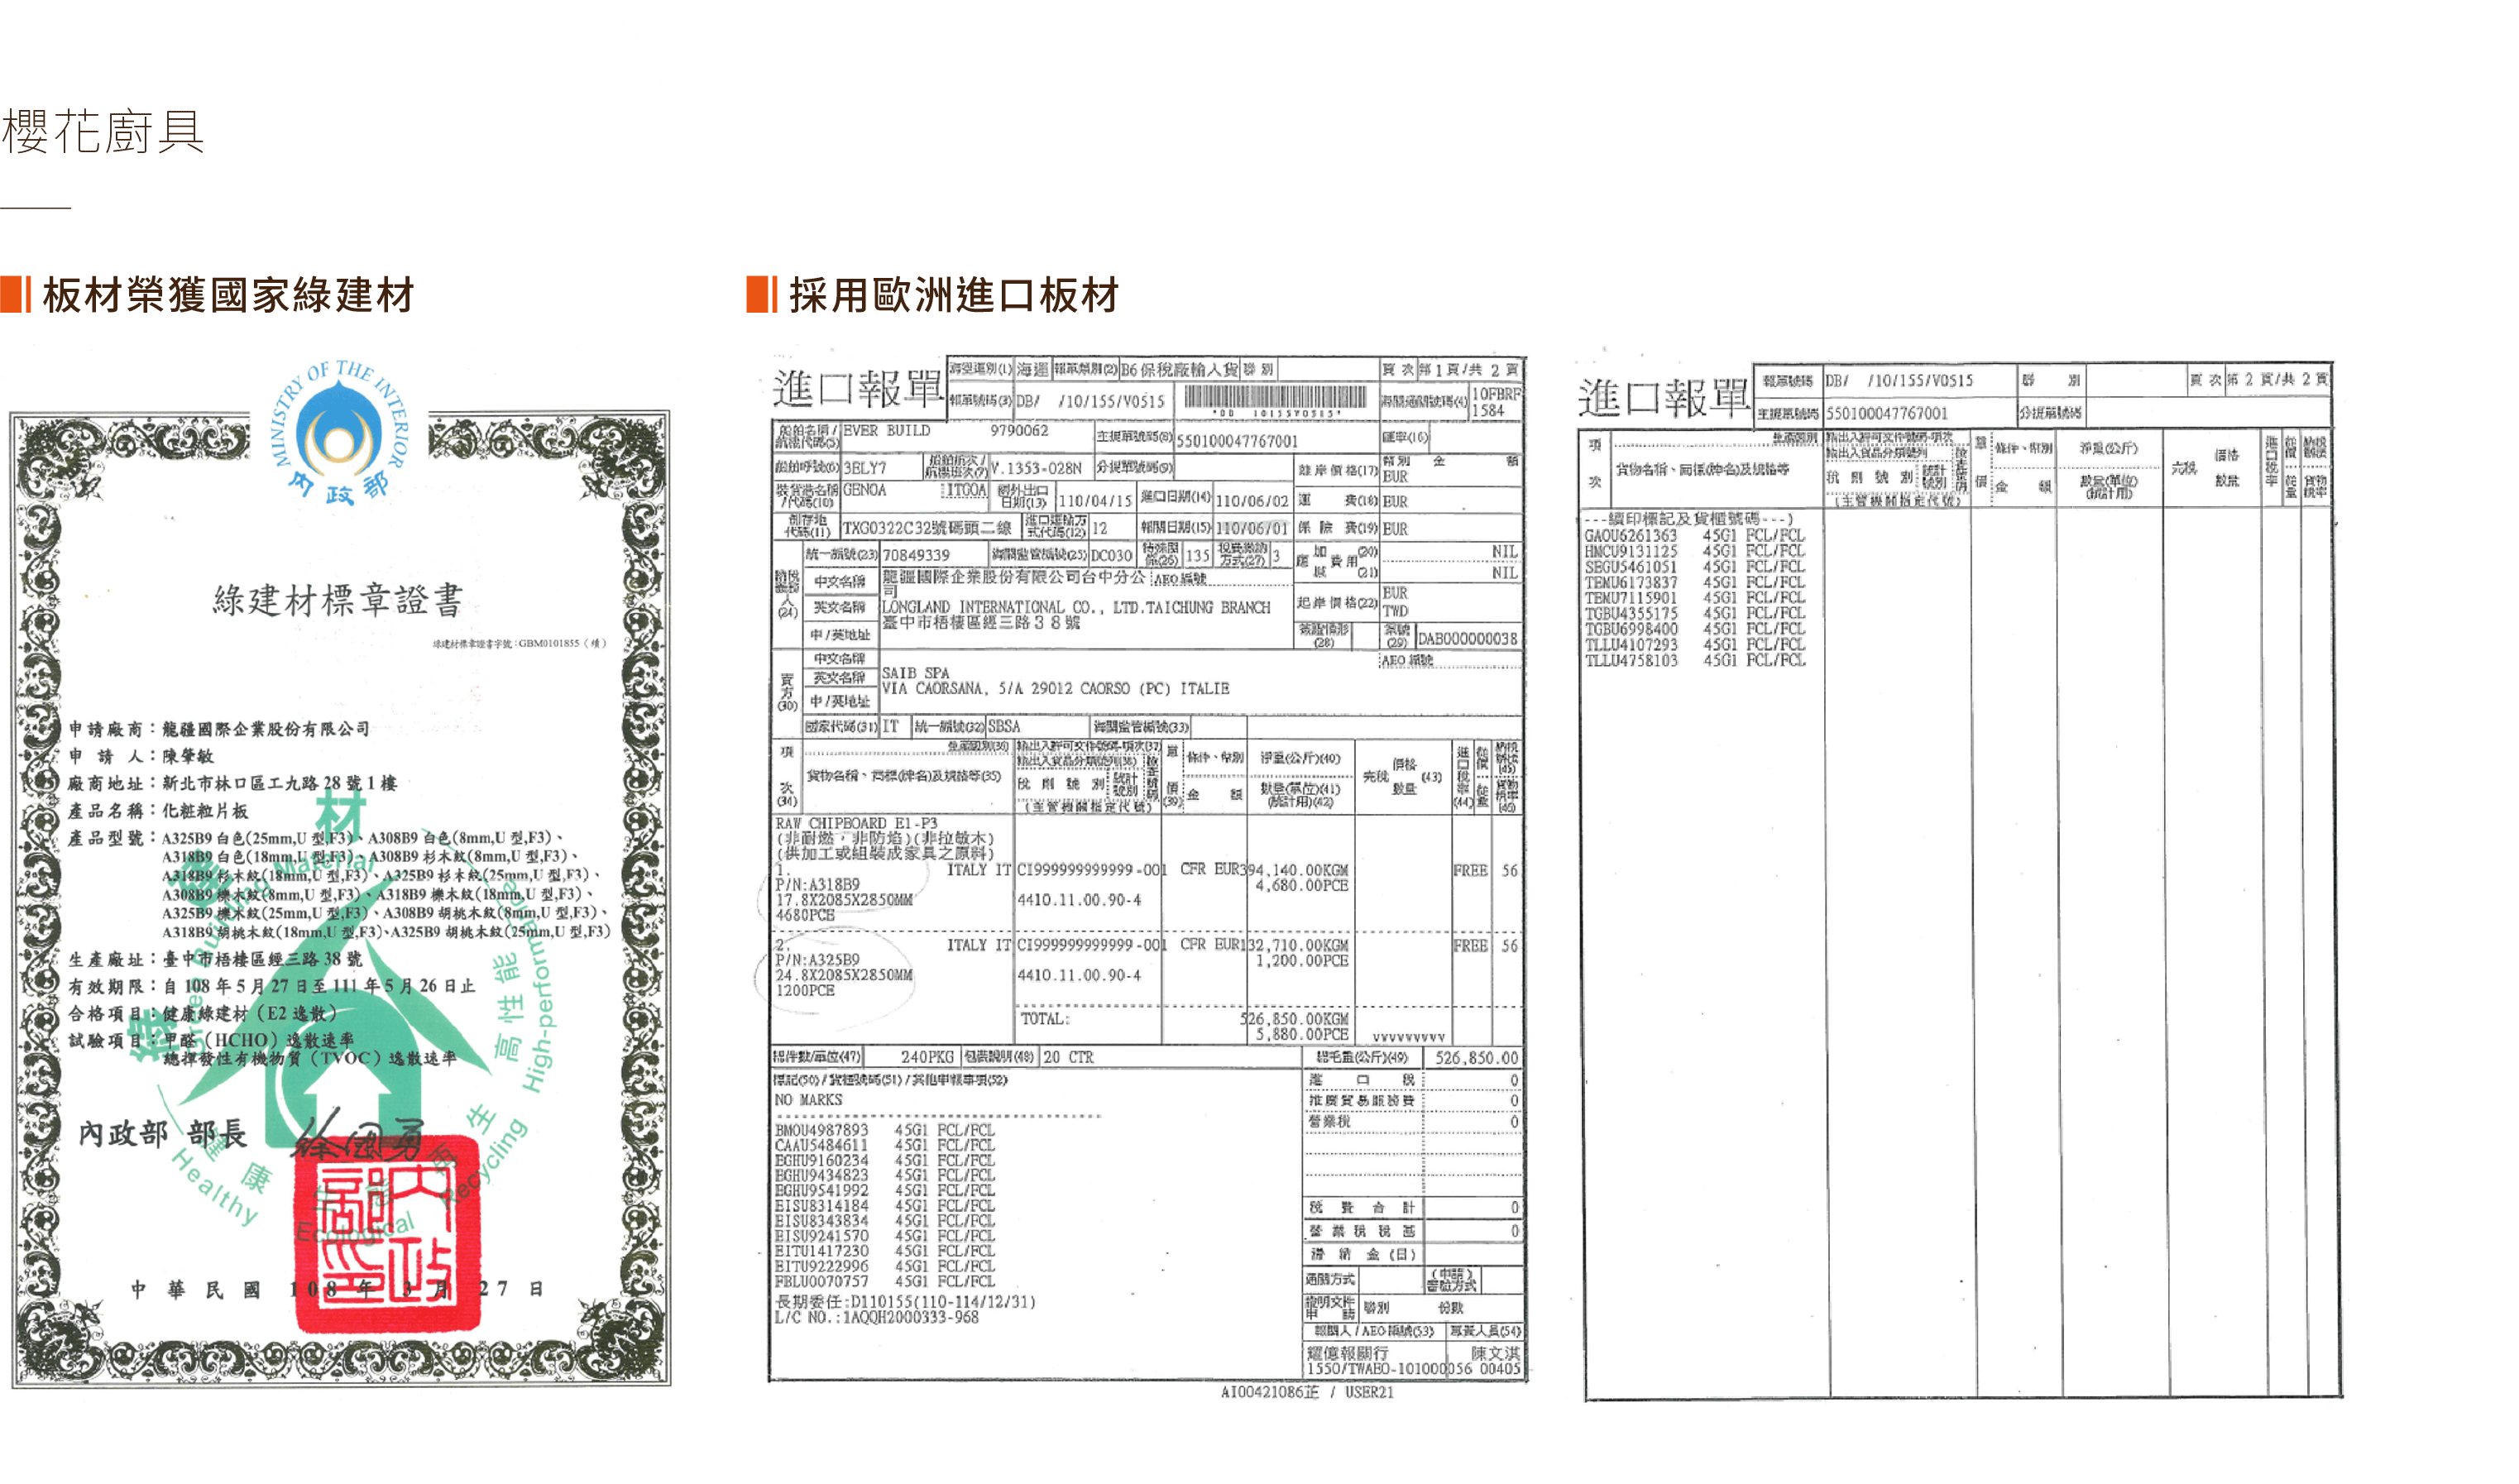 櫻花廚具
板材榮獲國家綠建材
採用歐洲進口板材
MINISTRY OF THE INTERIOR
內政部
綠建材標章證書
綠建材標章證書字號：GBM0101855（續）
申請廠商：龍疆國際企業股份有限公司
申請人：陳肇敏
廠商地址：新北市林口區工九路28號1樓
產品名稱：化粧粒片板
產品型號：A325B9 白色(25mm,U型,F3)、A308B9 白色(8mm,U型,F3)、
A318B9 白色(18mm,U型,F3)、A308B9 杉木紋(8mm,U型,F3)、
A318B9 杉木紋(18mm,U型,F3)、A325B9 杉木紋(25mm,U型,F3)、
A308B9 櫟木紋(8mm,U型,F3)、A318B9 櫟木紋(18mm,U型,F3)、
A325B9 櫟木紋(25mm,U型,F3)、A308B9 胡桃木紋(8mm,U型,F3)、
A318B9 胡桃木紋(18mm,U型,F3)、A325B9 胡桃木紋(25mm,U型,F3)
生產廠址：臺中市梧棲區經三路38號
有效期限：自108年5月27日至111年5月26日止
合格項目：健康綠建材（E2逸散）
試驗項目：甲醛（HCHO）逸散速率
總揮發性有機物質（TVOC）逸散速率
內政部 部長 徐國勇
綠建材 Green Building Material
高性能 High-performance
再生 Recycling
生態 Ecological
健康 Healthy
中華民國108年3月27日
進口報單
海空運別(1) 海運 報單類別(2) B6保稅廠輸入貨 聯別 頁次 第1頁/共2頁
報單號碼(3) DB/ /10/155/V0515 海關通關號碼(4) 10FBRF1584
船舶名稱/航機代碼(5) EVER BUILD 9790062 主提單號碼(8) 550100047767001 匯率(16)
船舶呼號(6) 3ELY7 船舶航次/航機班次(7) V.1353-028N 分提單號碼(9) 離岸價格(17) 幣別 金額 EUR
裝貨港名稱/代碼(10) GENOA ITGOA 國外出口日期(13) 110/04/15 進口日期(14) 110/06/02 運費(18) EUR
卸存地代碼(11) TXG0322C32號碼頭二線 進口運輸方式代碼(12) 12 報關日期(15) 110/06/01 保險費(19) EUR
統一編號(23) 70849339 海關監管編號(25) DC030 特殊關係(26) 135 稅費繳納方式(27) 3 應加(20)減(21)費用 NIL
NIL
納稅義務人(24) 中文名稱 龍疆國際企業股份有限公司台中分公司 AEO編號
英文名稱 LONGLAND INTERNATIONAL CO., LTD.TAICHUNG BRANCH 起岸價格(22) EUR TWD
中/英地址 臺中市梧棲區經三路３８號 案號(29) DAB000000038
賣方(30) 中文名稱 AEO編號
英文名稱 SAIB SPA
中/英地址 VIA CAORSANA, 5/A 29012 CAORSO (PC) ITALIE
國家代碼(31) IT 統一編號(32) SBSA 海關監管編號(33)
項次(34) 貨物名稱、商標(牌名)及規格等(35) 生產國別(36) 輸出入許可文件號碼-項次(37) 輸出入貨品分類號列(38) 稅則號別 統計號別 (主管機關指定代號) 單價(39) 條件、幣別 金額 淨重(公斤)(40) 數量(單位)(41) (統計用)(42) 完稅 價格 數量 (43) 進口稅率(44)
RAW CHIPBOARD E1-P3
(非耐燃，非防焰)(非拉敏木)
(供加工或組裝成家具之原料)
1. ITALY IT CI999999999999-001 CFR EUR 394,140.00KGM FREE 56
P/N:A318B9 4,680.00PCE
17.8X2085X2850MM 4410.11.00.90-4
4680PCE
2. ITALY IT CI999999999999-001 CFR EUR 132,710.00KGM FREE 56
P/N:A325B9 1,200.00PCE
24.8X2085X2850MM 4410.11.00.90-4
1200PCE
TOTAL: 526,850.00KGM
5,880.00PCE vvvvvvvvv
總件數/單位(47) 240PKG 包裝說明(48) 20 CTR 總毛重(公斤)(49) 526,850.00
標記(50)/貨櫃號碼(51)/其他申報事項(52) 進口稅 0
NO MARKS 推廣貿易服務費 0
營業稅 0
BMOU4987893 45G1 FCL/FCL
CAAU5484611 45G1 FCL/FCL
EGHU9160234 45G1 FCL/FCL
EGHU9434823 45G1 FCL/FCL
EGHU9541992 45G1 FCL/FCL
EISU8314184 45G1 FCL/FCL
EISU8343834 45G1 FCL/FCL
EISU9241570 45G1 FCL/FCL
EITU1417230 45G1 FCL/FCL
EITU9222996 45G1 FCL/FCL
FBLU0070757 45G1 FCL/FCL
稅費合計 0
營業稅稅基 0
滯納金(日)
通關方式 (申請)審驗方式
證明文件申請 聯別 份數
長期委任:D110155(110-114/12/31)
L/C NO.:1AQQH2000333-968
報關人/AEO編號(53) 專責人員(54)
耀億報關行 陳文淇
1550/TWAEO-101000056 00405
AI00421086正 / USER21
進口報單
報單號碼 DB/ /10/155/V0515 聯別 頁次 第2頁/共2頁
主提單號碼 550100047767001 分提單號碼
項次 貨物名稱、商標(牌名)及規格等 生產國別 輸出入許可文件號碼-項次 輸出入貨品分類號列 稅則號別 統計號別 (主管機關指定代號) 單價 條件、幣別 金額 淨重(公斤) 數量(單位) (統計用) 完稅 價格 數量 進口稅率
---續印標記及貨櫃號碼---)
GAOU6261363 45G1 FCL/FCL
HMCU9131125 45G1 FCL/FCL
SEGU5461051 45G1 FCL/FCL
TEMU6173837 45G1 FCL/FCL
TEMU7115901 45G1 FCL/FCL
TGBU4355175 45G1 FCL/FCL
TGBU6998400 45G1 FCL/FCL
TLLU4107293 45G1 FCL/FCL
TLLU4758103 45G1 FCL/FCL